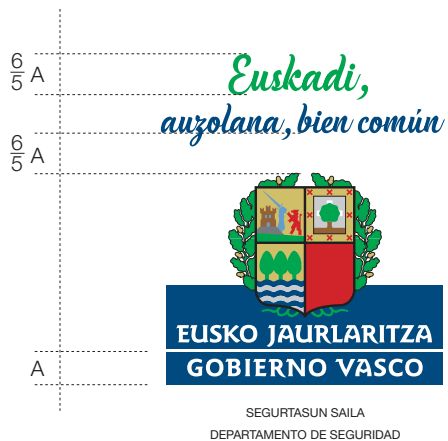 6/5 A
Euskadi,
auzolana, bien común
6/5 A
EUSKO JAURLARITZA
A
GOBIERNO VASCO
SEGURTASUN SAILA
DEPARTAMENTO DE SEGURIDAD